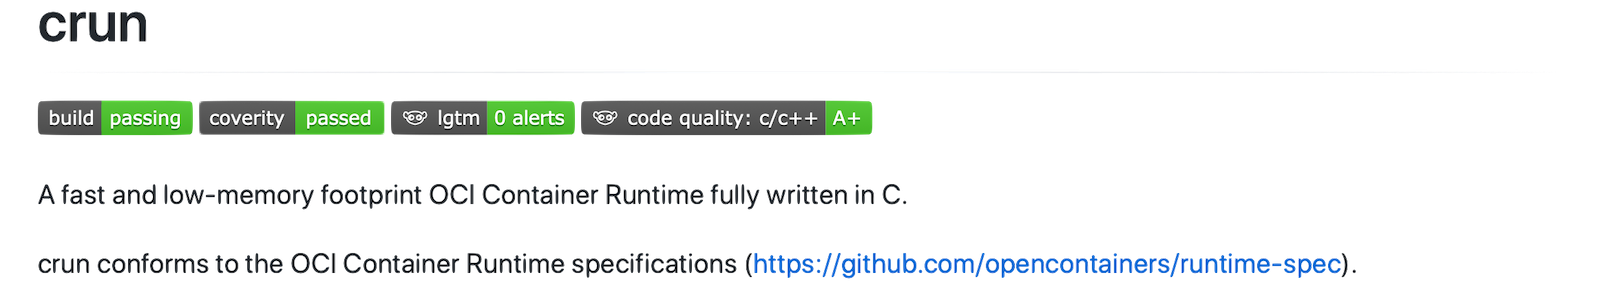 crun
build passing coverity passed lgtm 0 alerts code quality: c/c++ A+
A fast and low-memory footprint OCI Container Runtime fully written in C.
crun conforms to the OCI Container Runtime specifications (https://github.com/opencontainers/runtime-spec).